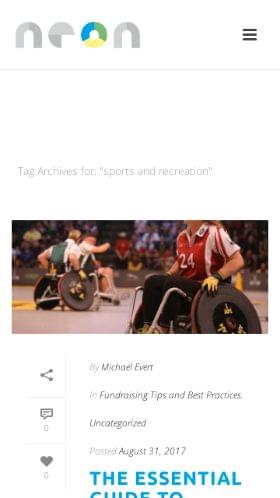 neon
Tag Archives for: "sports and recreation"
24
By Michael Evert
In Fundraising Tips and Best Practices,
Uncategorized
Posted August 31, 2017
0
0
THE ESSENTIAL
GUIDE TO